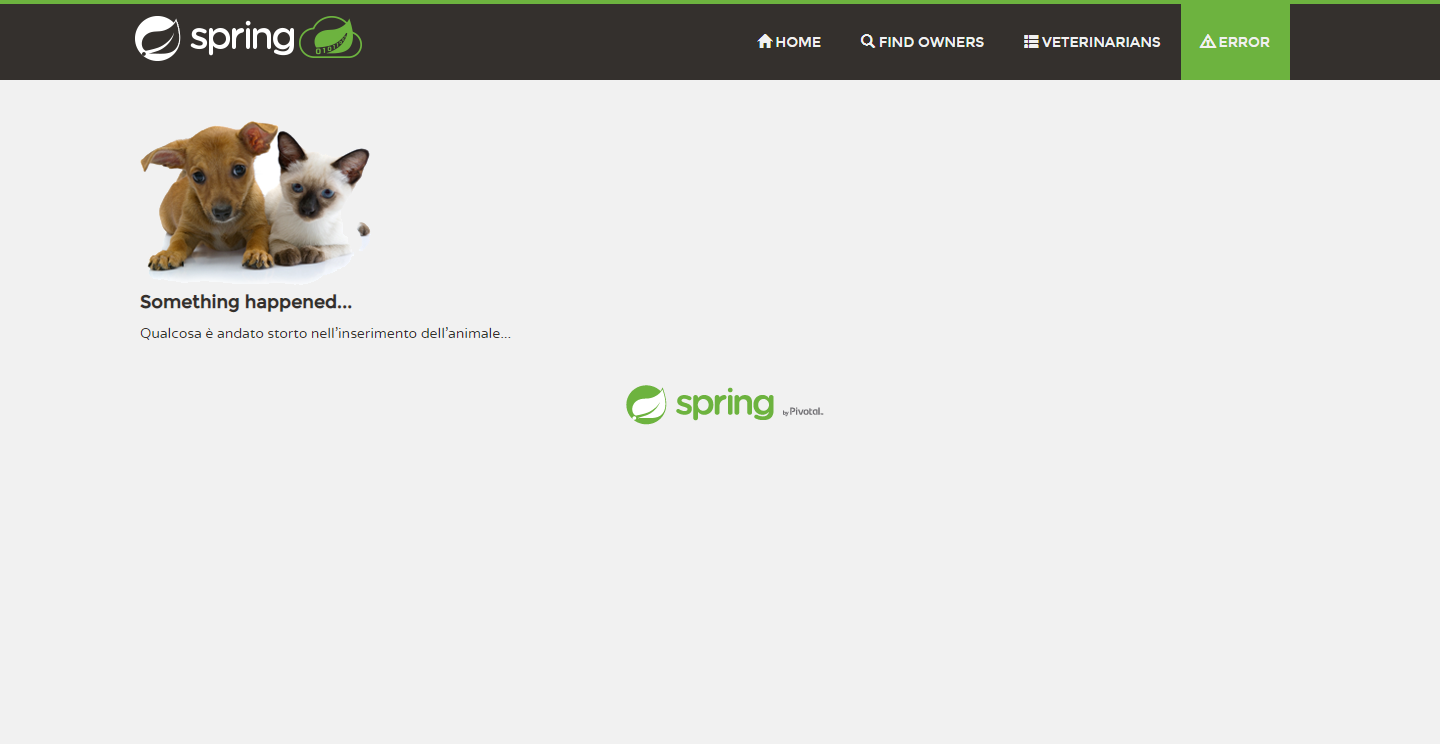 spring
HOME
FIND OWNERS
VETERINARIANS
ERROR
Something happened...
Qualcosa è andato storto nell'inserimento dell'animale...
spring by Pivotal